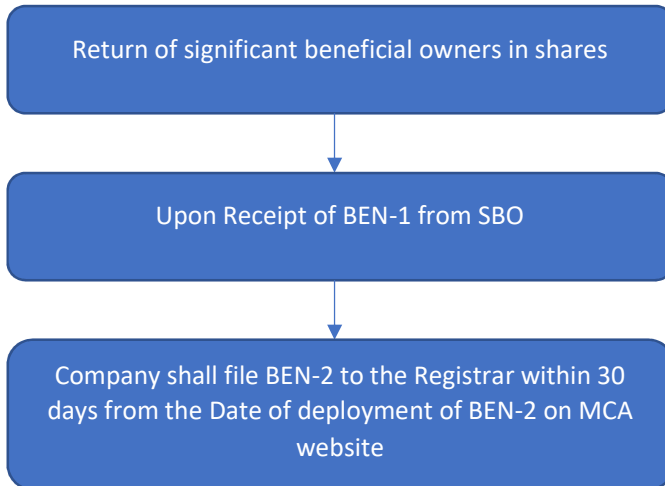 Return of significant beneficial owners in shares
Upon Receipt of BEN-1 from SBO
Company shall file BEN-2 to the Registrar within 30
days from the Date of deployment of BEN-2 on MCA
website